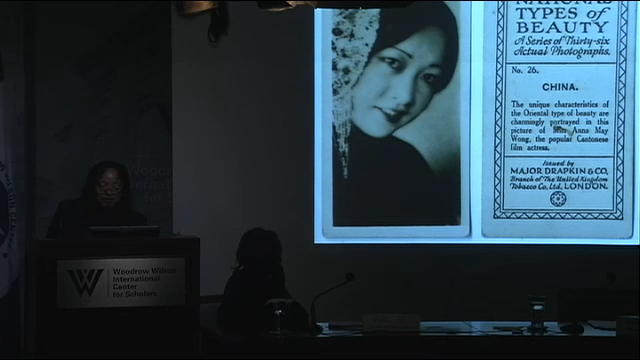 NATIONAL
TYPES of
BEAUTY
A Series of Thirty-six
Actual Photographs.
No. 26.
CHINA.
The unique characteristics of
the Oriental type of beauty are
charmingly portrayed in this
picture of Miss Anna May
Wong, the popular Cantonese
film actress.
Issued by
MAJOR DRAPKIN & CO,
Branch of The United Kingdom
Tobacco Co, Ltd, LONDON.
W
Woodrow Wilson
International
Center
for Scholars